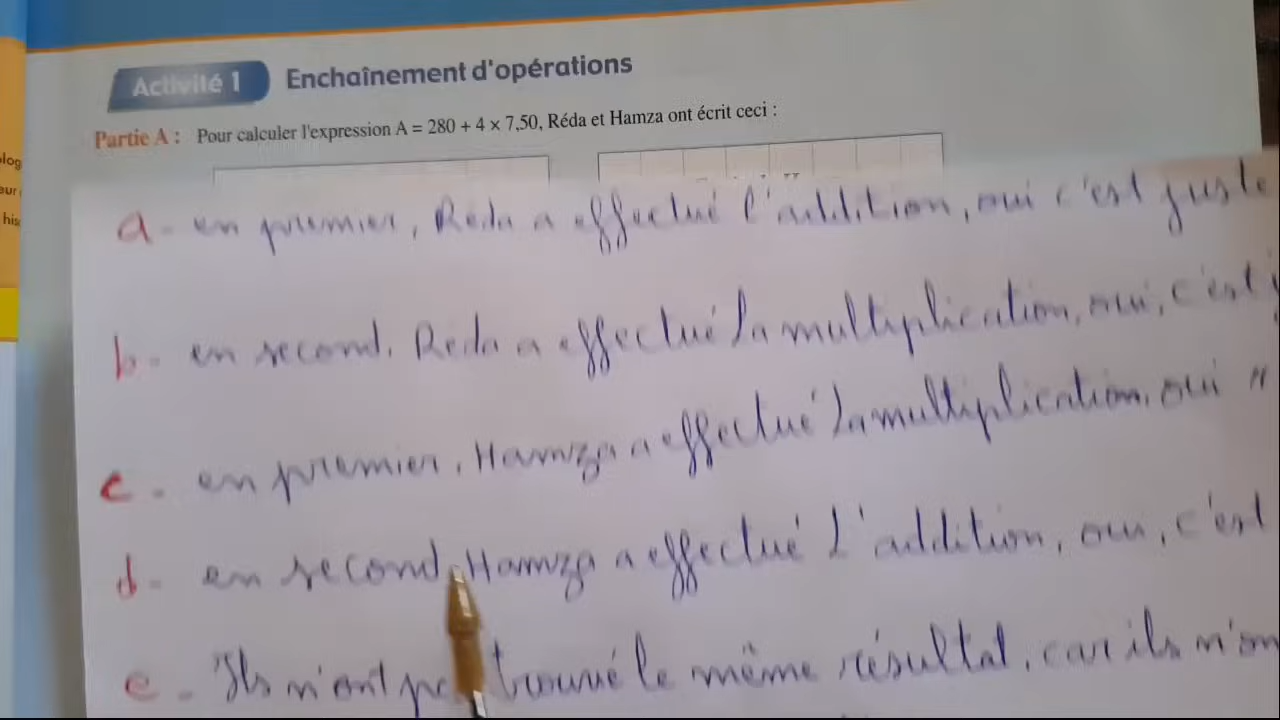 Activité 1 Enchaînement d'opérations
Partie A : Pour calculer l'expression A = 280 + 4 × 7,50, Réda et Hamza ont écrit ceci :
log
eur
his
a - en premier, Réda a effectué l'addition, oui c'est juste
b - en second. Réda a effectué la multiplication, oui, c'est
c - en premier, Hamza a effectué la multiplication, oui "
d - en second, Hamza a effectué l'addition, oui, c'est
e - Ils n'ont pas trouvé le même résultat, car ils n'on